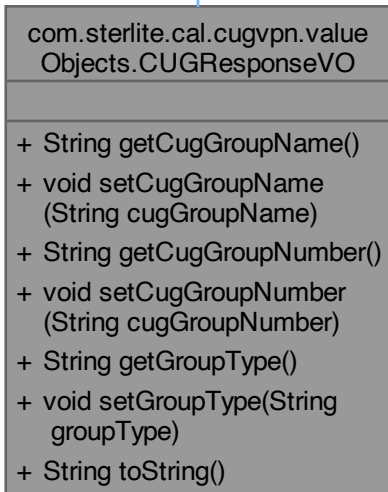 com.sterlite.cal.cugvpn.value
Objects.CUGResponseVO
+ String getCugGroupName()
+ void setCugGroupName
(String cugGroupName)
+ String getCugGroupNumber()
+ void setCugGroupNumber
(String cugGroupNumber)
+ String getGroupType()
+ void setGroupType(String
groupType)
+ String toString()